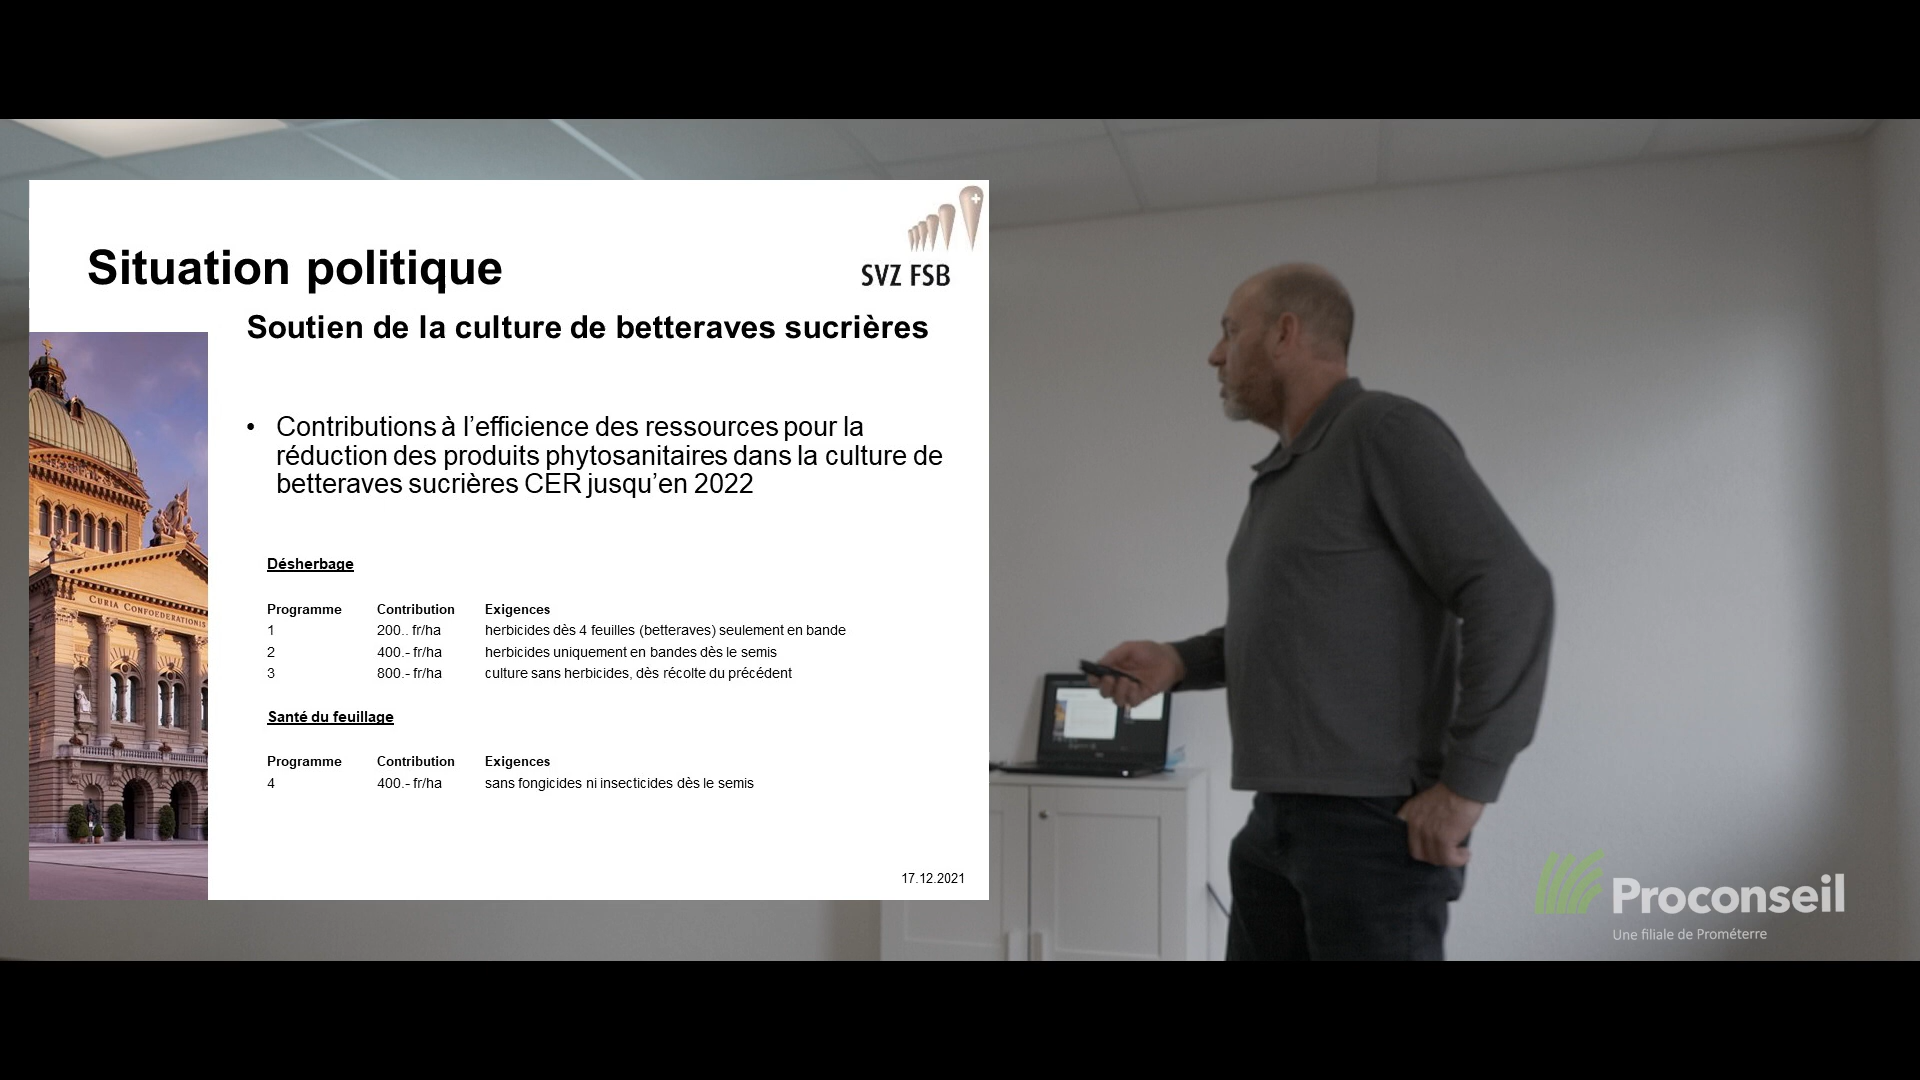 Situation politique
SVZ FSB
Soutien de la culture de betteraves sucrières
• Contributions à l’efficience des ressources pour la
réduction des produits phytosanitaires dans la culture de
betteraves sucrières CER jusqu’en 2022
CURIA CONFOEDERATIONIS
Désherbage
Programme Contribution Exigences
1 200.. fr/ha herbicides dès 4 feuilles (betteraves) seulement en bande
2 400.- fr/ha herbicides uniquement en bandes dès le semis
3 800.- fr/ha culture sans herbicides, dès récolte du précédent
Santé du feuillage
Programme Contribution Exigences
4 400.- fr/ha sans fongicides ni insecticides dès le semis
17.12.2021
Proconseil
Une filiale de Prométerre